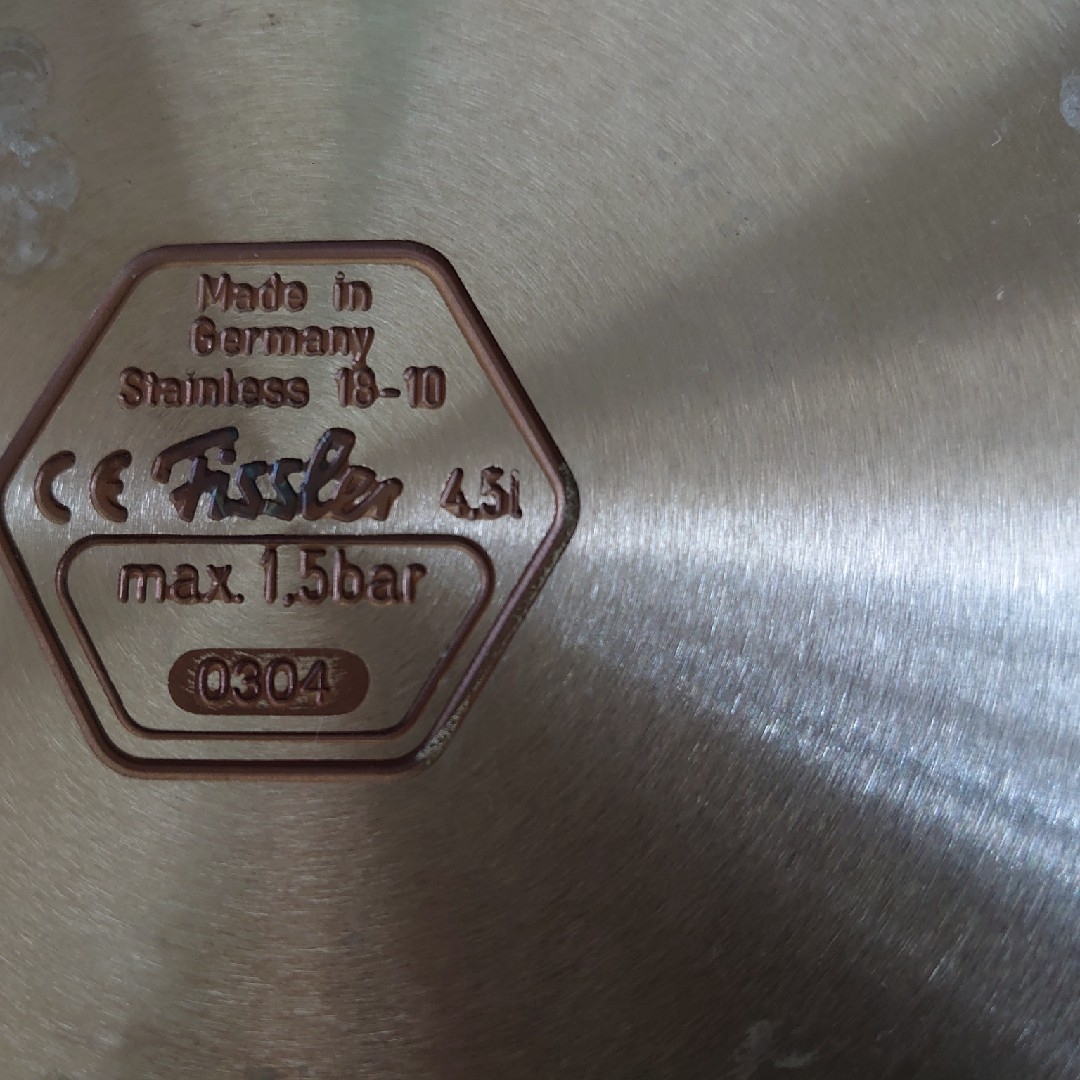 Made in
Germany
Stainless 18-10
CE Fissler 4,5l
max. 1,5bar
0304